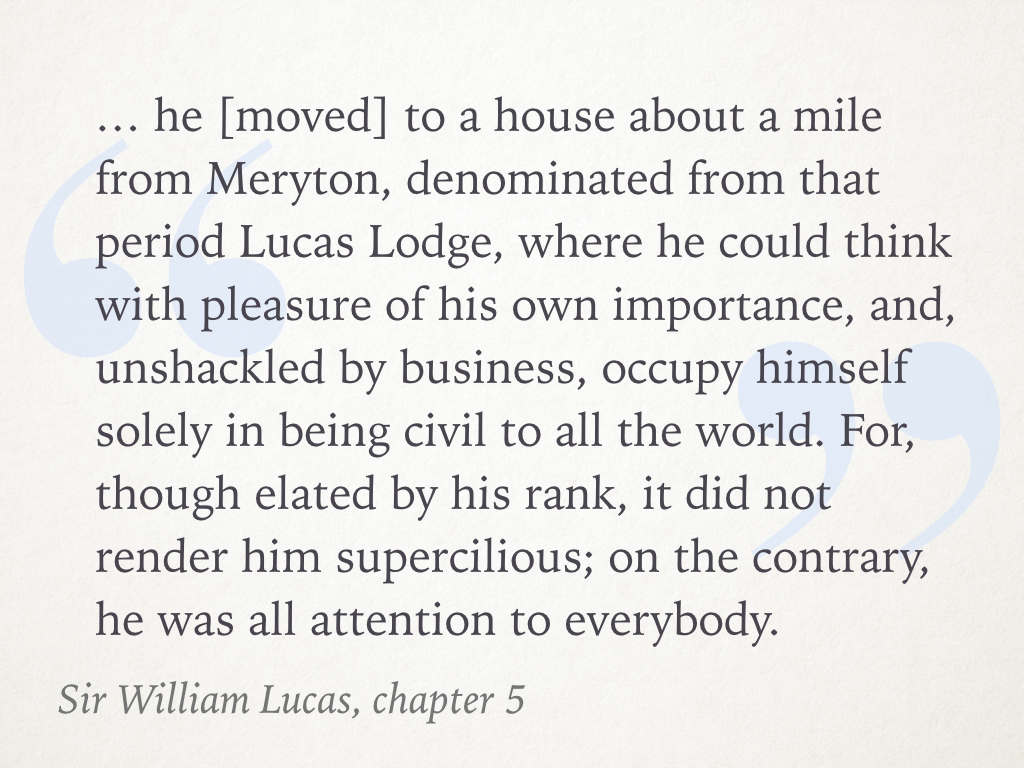 … he [moved] to a house about a mile
from Meryton, denominated from that
period Lucas Lodge, where he could think
with pleasure of his own importance, and,
unshackled by business, occupy himself
solely in being civil to all the world. For,
though elated by his rank, it did not
render him supercilious; on the contrary,
he was all attention to everybody.
Sir William Lucas, chapter 5